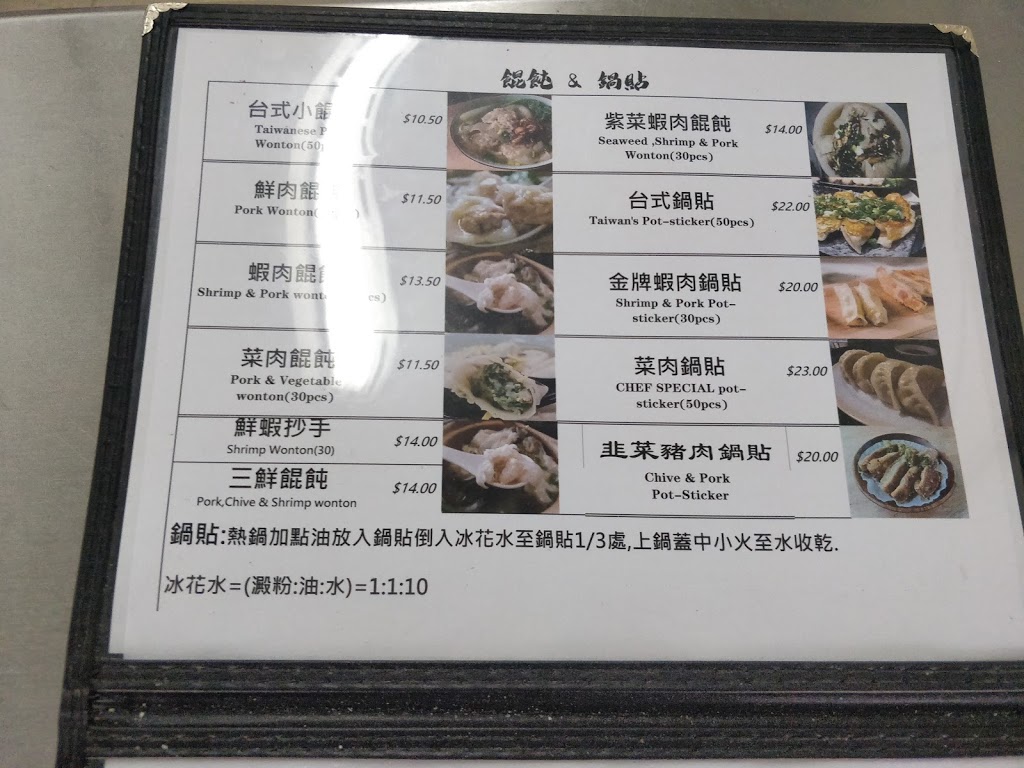 餛飩 & 鍋貼
台式小
$10.50
Taiwanese
Wonton(50
鮮肉餛
$11.50
Pork Wonton(
蝦肉餛
$13.50
Shrimp & Pork
菜肉餛飩
$11.50
Pork & Vegetable
wonton(30pcs)
鮮蝦抄手
$14.00
Shrimp Wonton(30)
三鮮餛飩
$14.00
Pork,Chive & Shrimp wonton
紫菜蝦肉餛飩
$14.00
Seaweed ,Shrimp & Pork
Wonton(30pcs)
台式鍋貼
$22.00
Taiwan's Pot-sticker(50pcs)
金牌蝦肉鍋貼
$20.00
Shrimp & Pork Pot-
sticker(30pcs)
菜肉鍋貼
$23.00
CHEF SPECIAL pot-
sticker(50pcs)
韭菜豬肉鍋貼
$20.00
Chive & Pork
Pot-Sticker
鍋貼:熱鍋加點油放入鍋貼倒入冰花水至鍋貼1/3處,上鍋蓋中小火至水收乾.
冰花水=(澱粉:油:水)=1:1:10